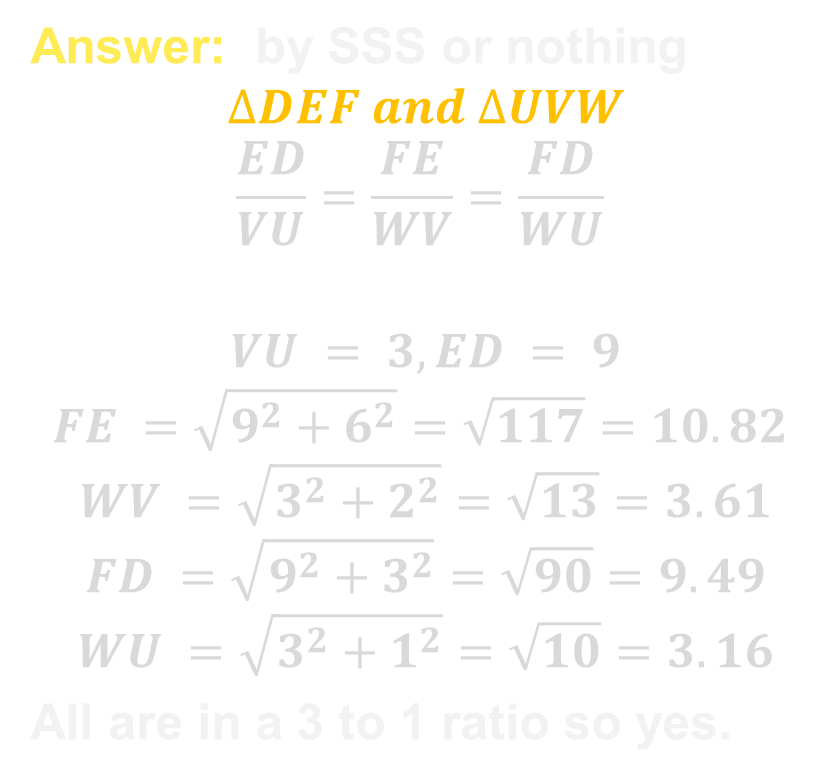 Answer: by SSS or nothing
ΔDEF and ΔUVW
ED/VU = FE/WV = FD/WU
VU = 3, ED = 9
FE = √(9² + 6²) = √117 = 10.82
WV = √(3² + 2²) = √13 = 3.61
FD = √(9² + 3²) = √90 = 9.49
WU = √(3² + 1²) = √10 = 3.16
All are in a 3 to 1 ratio so yes.